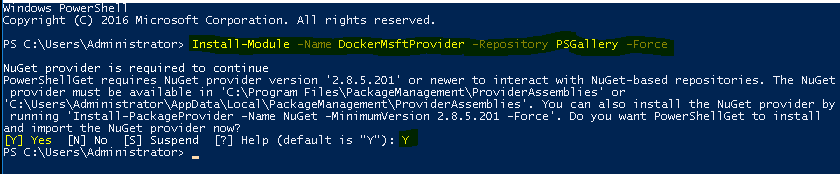 Windows PowerShell
Copyright (C) 2016 Microsoft Corporation. All rights reserved.
PS C:\Users\Administrator> Install-Module -Name DockerMsftProvider -Repository PSGallery -Force
NuGet provider is required to continue
PowerShellGet requires NuGet provider version '2.8.5.201' or newer to interact with NuGet-based repositories. The NuGet
provider must be available in 'C:\Program Files\PackageManagement\ProviderAssemblies' or
'C:\Users\Administrator\AppData\Local\PackageManagement\ProviderAssemblies'. You can also install the NuGet provider by
running 'Install-PackageProvider -Name NuGet -MinimumVersion 2.8.5.201 -Force'. Do you want PowerShellGet to install
and import the NuGet provider now?
[Y] Yes  [N] No  [S] Suspend  [?] Help (default is "Y"): Y
PS C:\Users\Administrator> _